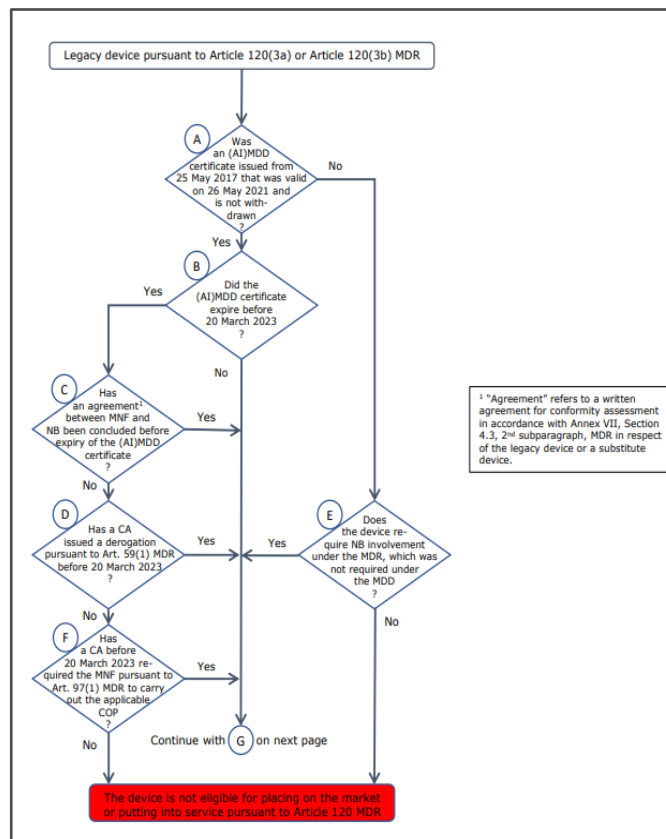 Legacy device pursuant to Article 120(3a) or Article 120(3b) MDR
A
Was
an (AI)MDD
certificate issued from
25 May 2017 that was valid
on 26 May 2021 and
is not with-
drawn
?
No
Yes
B
Did the
(AI)MDD certificate
expire before
20 March 2023
?
Yes
No
C
Has
an agreement¹
between MNF and
NB been concluded before
expiry of the (AI)MDD
certificate
?
Yes
No
¹ "Agreement" refers to a written
agreement for conformity assessment
in accordance with Annex VII, Section
4.3, 2nd subparagraph, MDR in respect
of the legacy device or a substitute
device.
D
Has a CA
issued a derogation
pursuant to Art. 59(1) MDR
before 20 March 2023
?
Yes
No
E
Does
the device re-
quire NB involvement
under the MDR, which was
not required under
the MDD
?
Yes
No
F
Has
a CA before
20 March 2023 re-
quired the MNF pursuant to
Art. 97(1) MDR to carry
out the applicable
COP
?
Yes
No
Continue with G on next page
The device is not eligible for placing on the market
or putting into service pursuant to Article 120 MDR